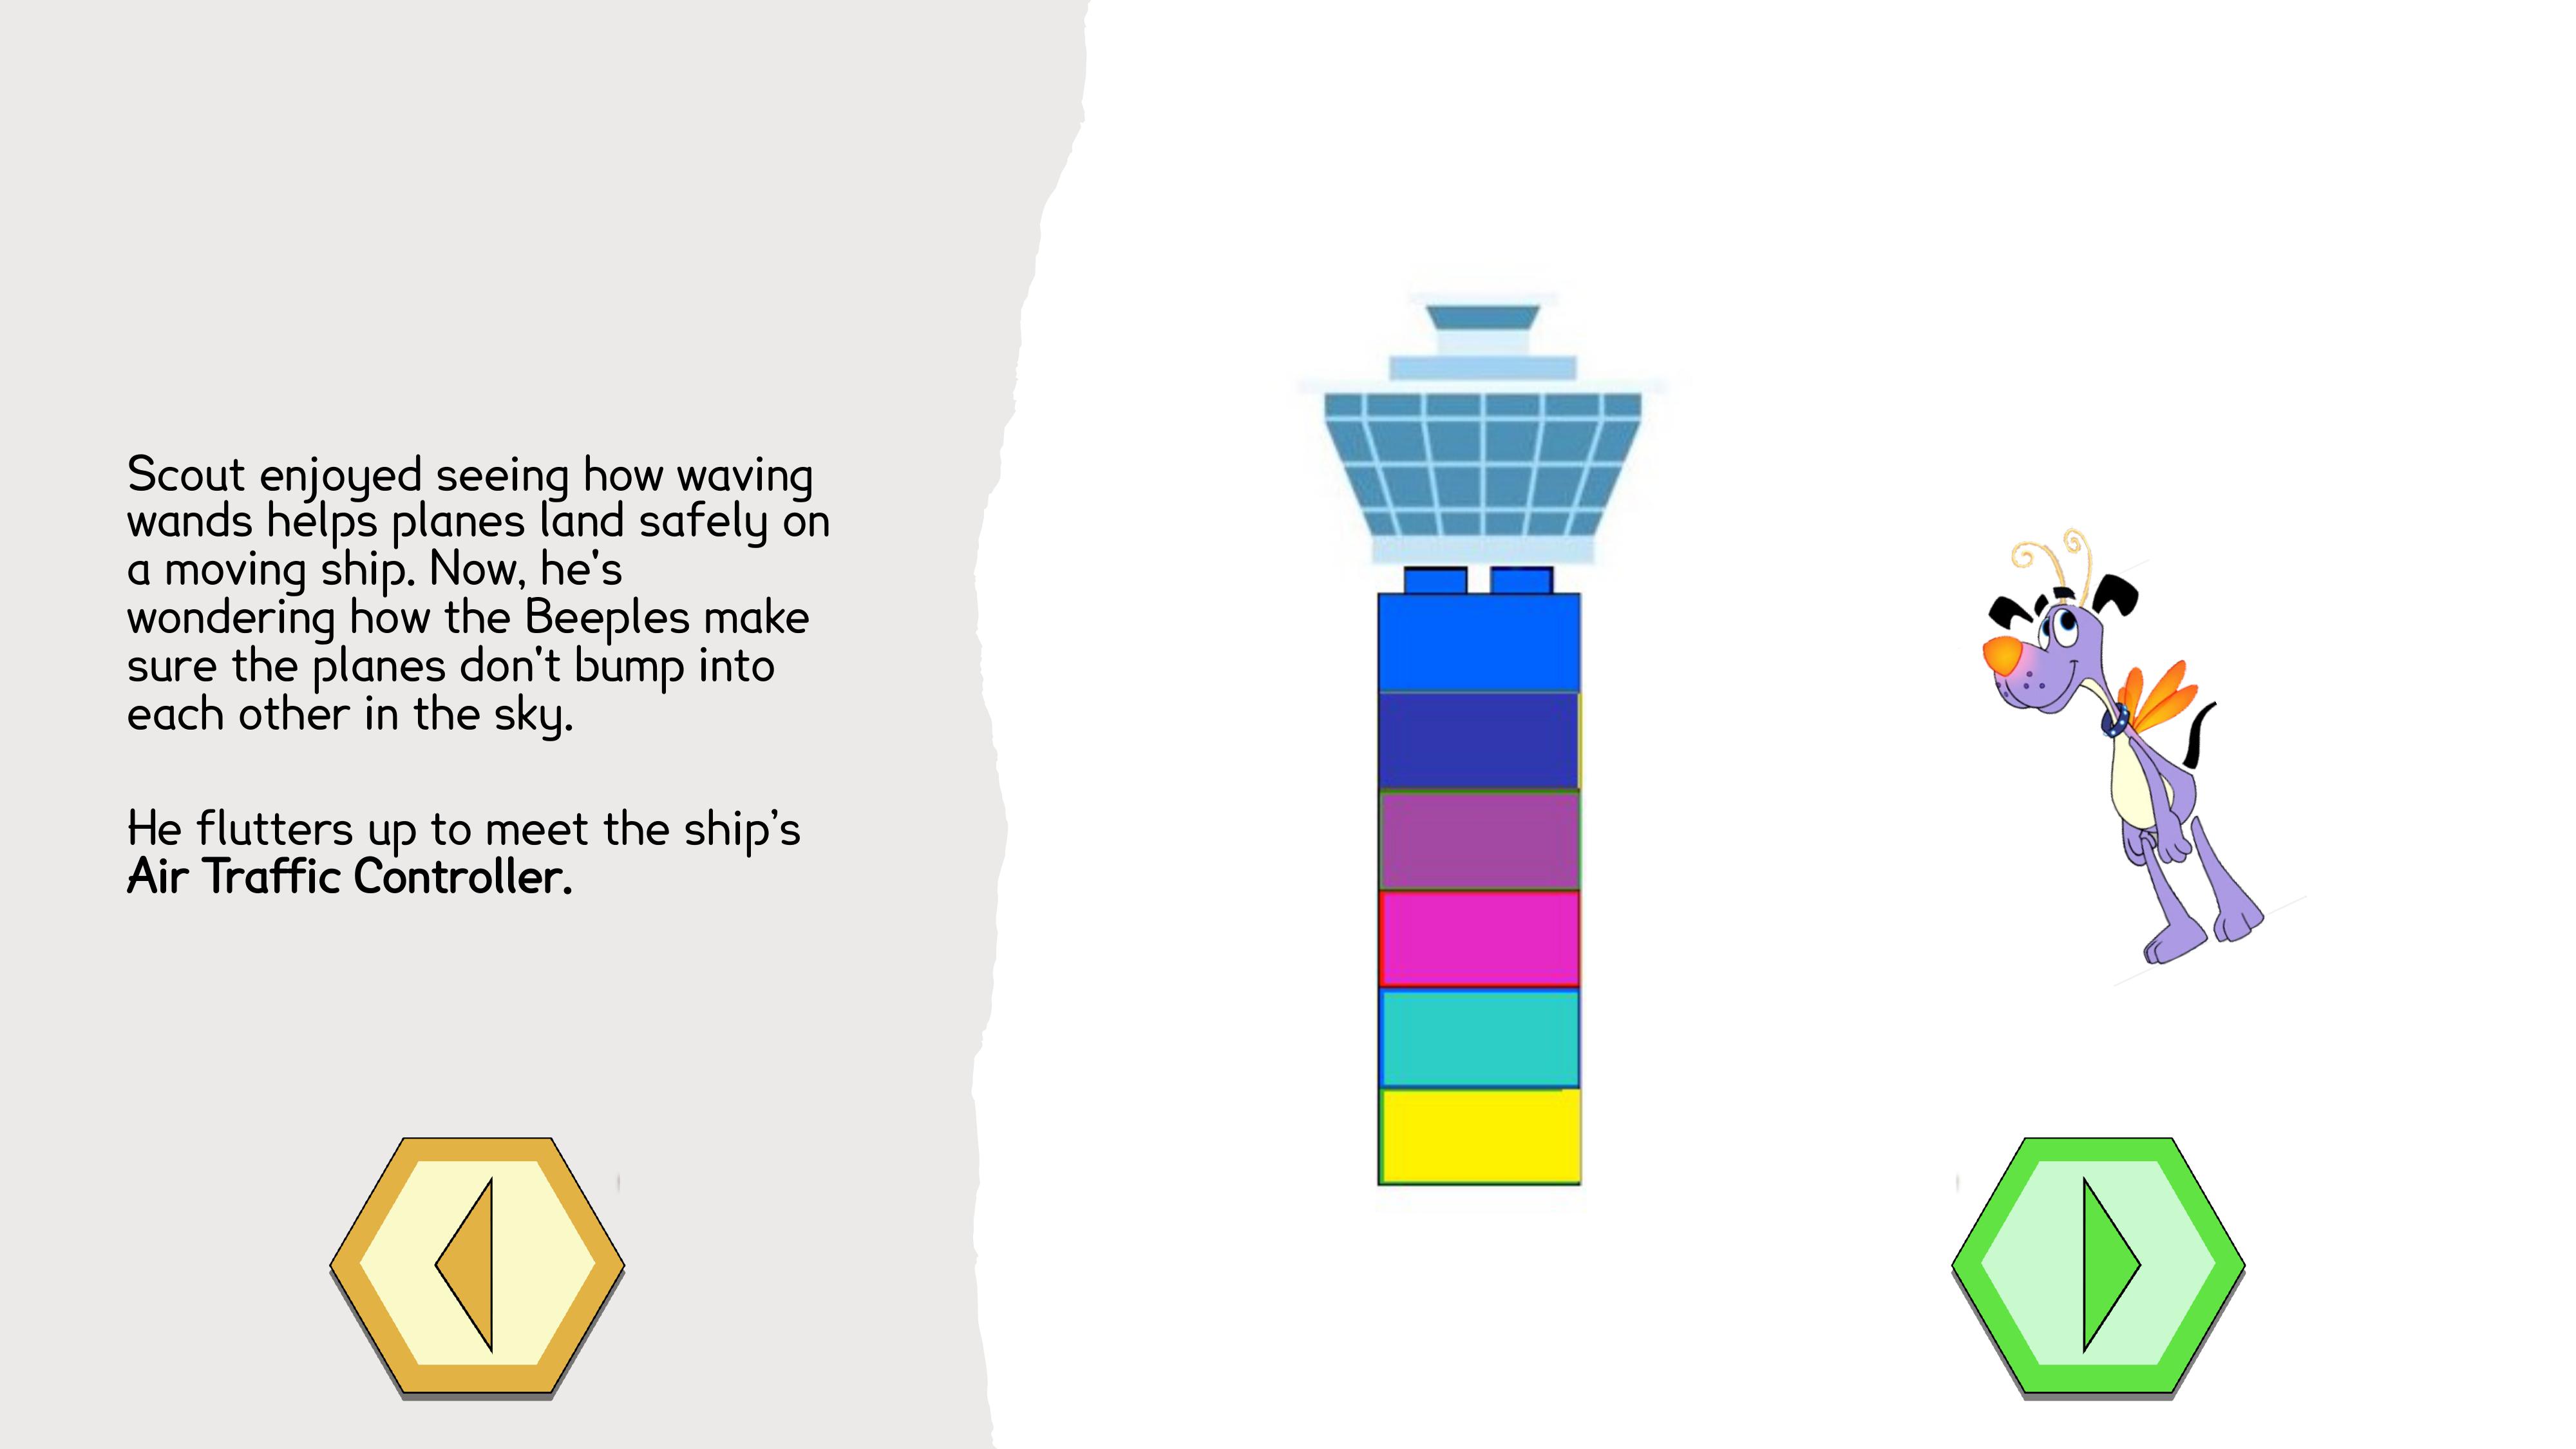 Scout enjoyed seeing how waving
wands helps planes land safely on
a moving ship. Now, he's
wondering how the Beeples make
sure the planes don't bump into
each other in the sky.
He flutters up to meet the ship’s
Air Traffic Controller.